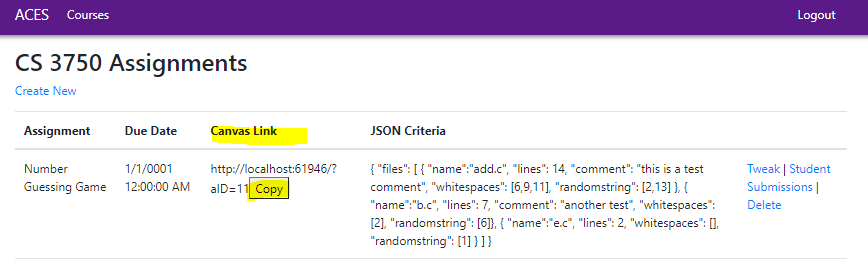 ACES Courses Logout
CS 3750 Assignments
Create New
Assignment Due Date Canvas Link JSON Criteria
Number Guessing Game
1/1/0001 12:00:00 AM
http://localhost:61946/?
aID=11 Copy
{ "files": [ { "name":"add.c", "lines": 14, "comment": "this is a test
comment", "whitespaces": [6,9,11], "randomstring": [2,13] }, {
"name":"b.c", "lines": 7, "comment": "another test", "whitespaces":
[2], "randomstring": [6]}, { "name":"e.c", "lines": 2, "whitespaces": [],
"randomstring": [1] } ] }
Tweak | Student
Submissions |
Delete